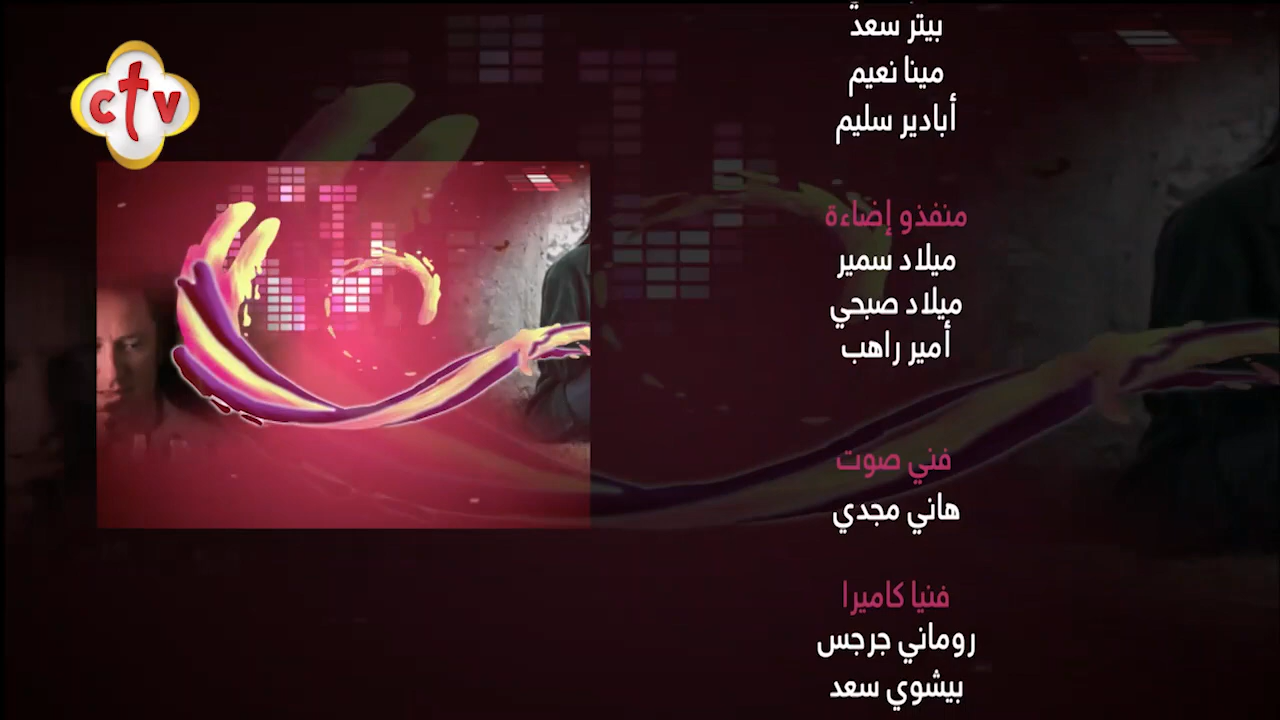 ctv
بيتر سعد
مينا نعيم
أبادير سليم
منفذو إضاءة
ميلاد سمير
ميلاد صبحي
أمير راهب
فني صوت
هاني مجدي
فنيا كاميرا
روماني جرجس
بيشوي سعد